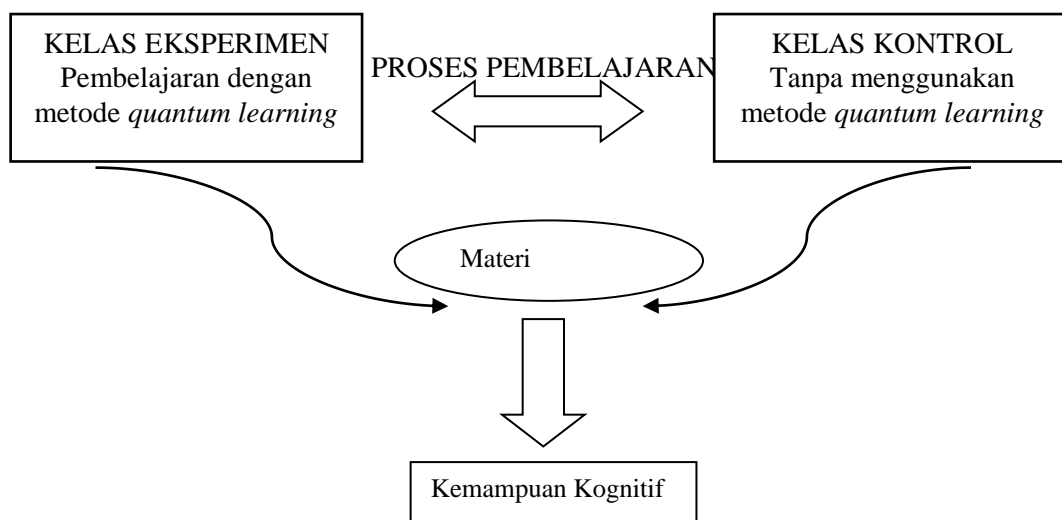 KELAS EKSPERIMEN
Pembelajaran dengan
metode quantum learning
PROSES PEMBELAJARAN
KELAS KONTROL
Tanpa menggunakan
metode quantum learning
Materi
Kemampuan Kognitif